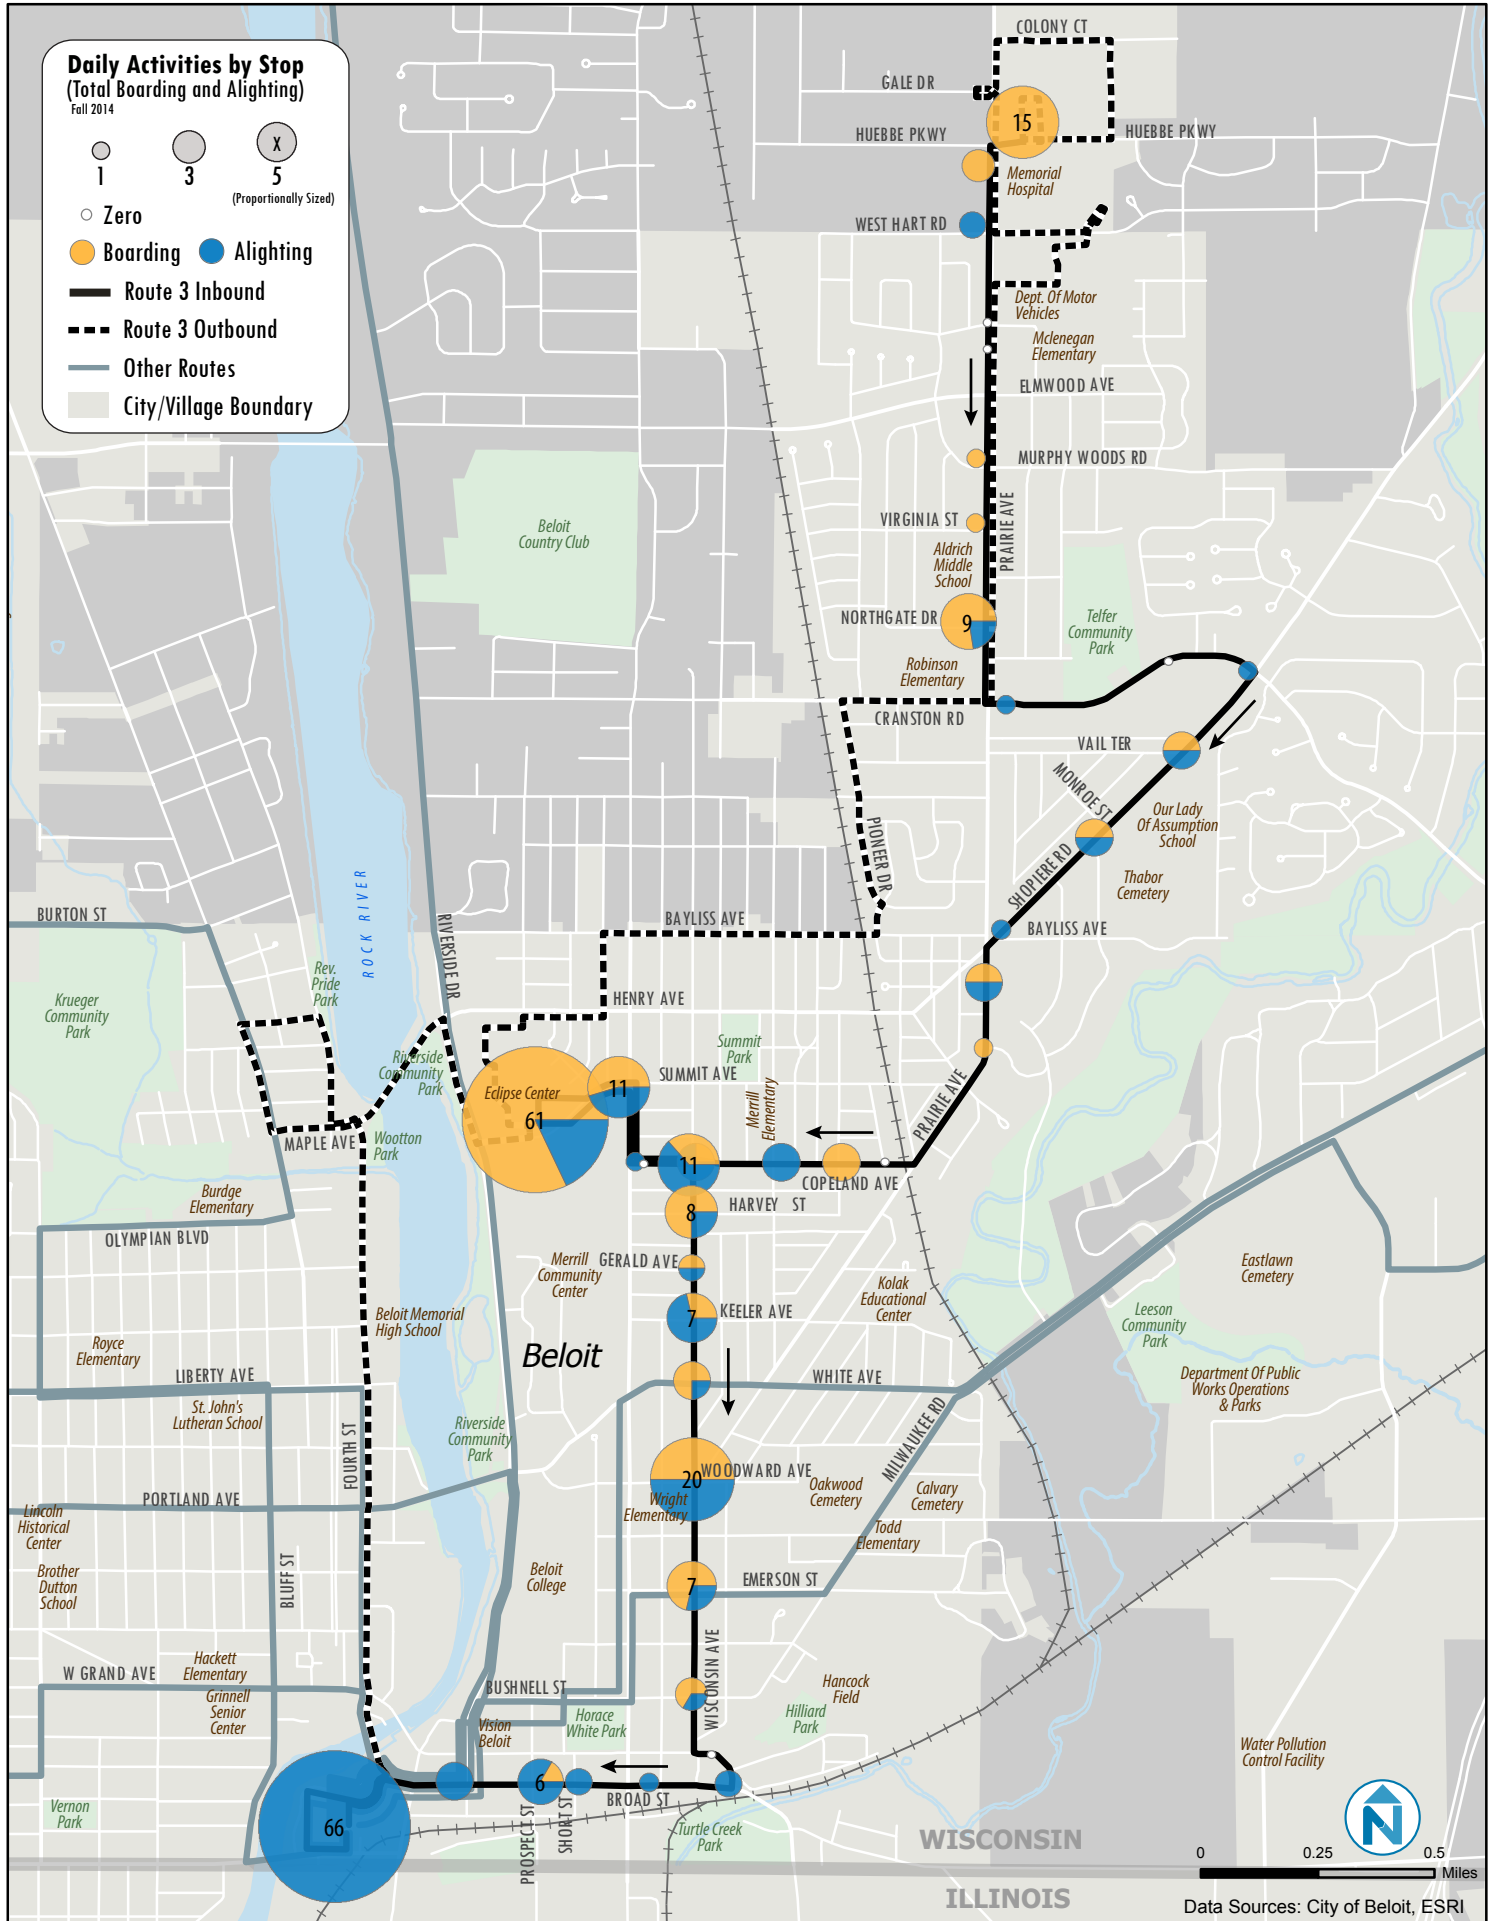 Daily Activities by Stop
(Total Boarding and Alighting)
Fall 2014
x
1
3
5
(Proportionally Sized)
Zero
Boarding
Alighting
Route 3 Inbound
Route 3 Outbound
Other Routes
City/Village Boundary
COLONY CT
GALE DR
15
HUEBBE PKWY
HUEBBE PKWY
Memorial
Hospital
WEST HART RD
Dept. Of Motor
Vehicles
Mclenegan
Elementary
ELMWOOD AVE
MURPHY WOODS RD
PRAIRIE AVE
VIRGINIA ST
Beloit
Country Club
Aldrich
Middle
School
NORTHGATE DR
9
Telfer
Community
Park
Robinson
Elementary
CRANSTON RD
VAIL TER
MONROE ST
Our Lady
Of Assumption
School
PIONEER DR
SHOPIERE RD
Thabor
Cemetery
ROCK RIVER
BURTON ST
RIVERSIDE DR
BAYLISS AVE
BAYLISS AVE
Rev.
Pride
Park
Krueger
Community
Park
HENRY AVE
Summit
Park
Riverside
Community
Park
SUMMIT AVE
Eclipse Center
61
11
Merrill
Elementary
PRAIRIE AVE
MAPLE AVE
Wootton
Park
11
COPELAND AVE
Burdge
Elementary
8
HARVEY ST
OLYMPIAN BLVD
Merrill
Community
Center
GERALD AVE
Eastlawn
Cemetery
Kolak
Educational
Center
Beloit Memorial
High School
7
KEELER AVE
Leeson
Community
Park
Royce
Elementary
Beloit
LIBERTY AVE
WHITE AVE
Department Of Public
Works Operations
& Parks
St. John's
Lutheran School
Riverside
Community
Park
FOURTH ST
MILWAUKEE RD
20
WOODWARD AVE
PORTLAND AVE
Wright
Elementary
Oakwood
Cemetery
Calvary
Cemetery
Lincoln
Historical
Center
Todd
Elementary
Brother
Dutton
School
BLUFF ST
Beloit
College
7
EMERSON ST
WISCONSIN AVE
Hackett
Elementary
W GRAND AVE
Grinnell
Senior
Center
BUSHNELL ST
Hancock
Field
Vision
Beloit
Horace
White Park
Hilliard
Park
Water Pollution
Control Facility
6
BROAD ST
PROSPECT ST
SHORT ST
Vernon
Park
66
Turtle Creek
Park
N
WISCONSIN
0
0.25
0.5
Miles
ILLINOIS
Data Sources: City of Beloit, ESRI